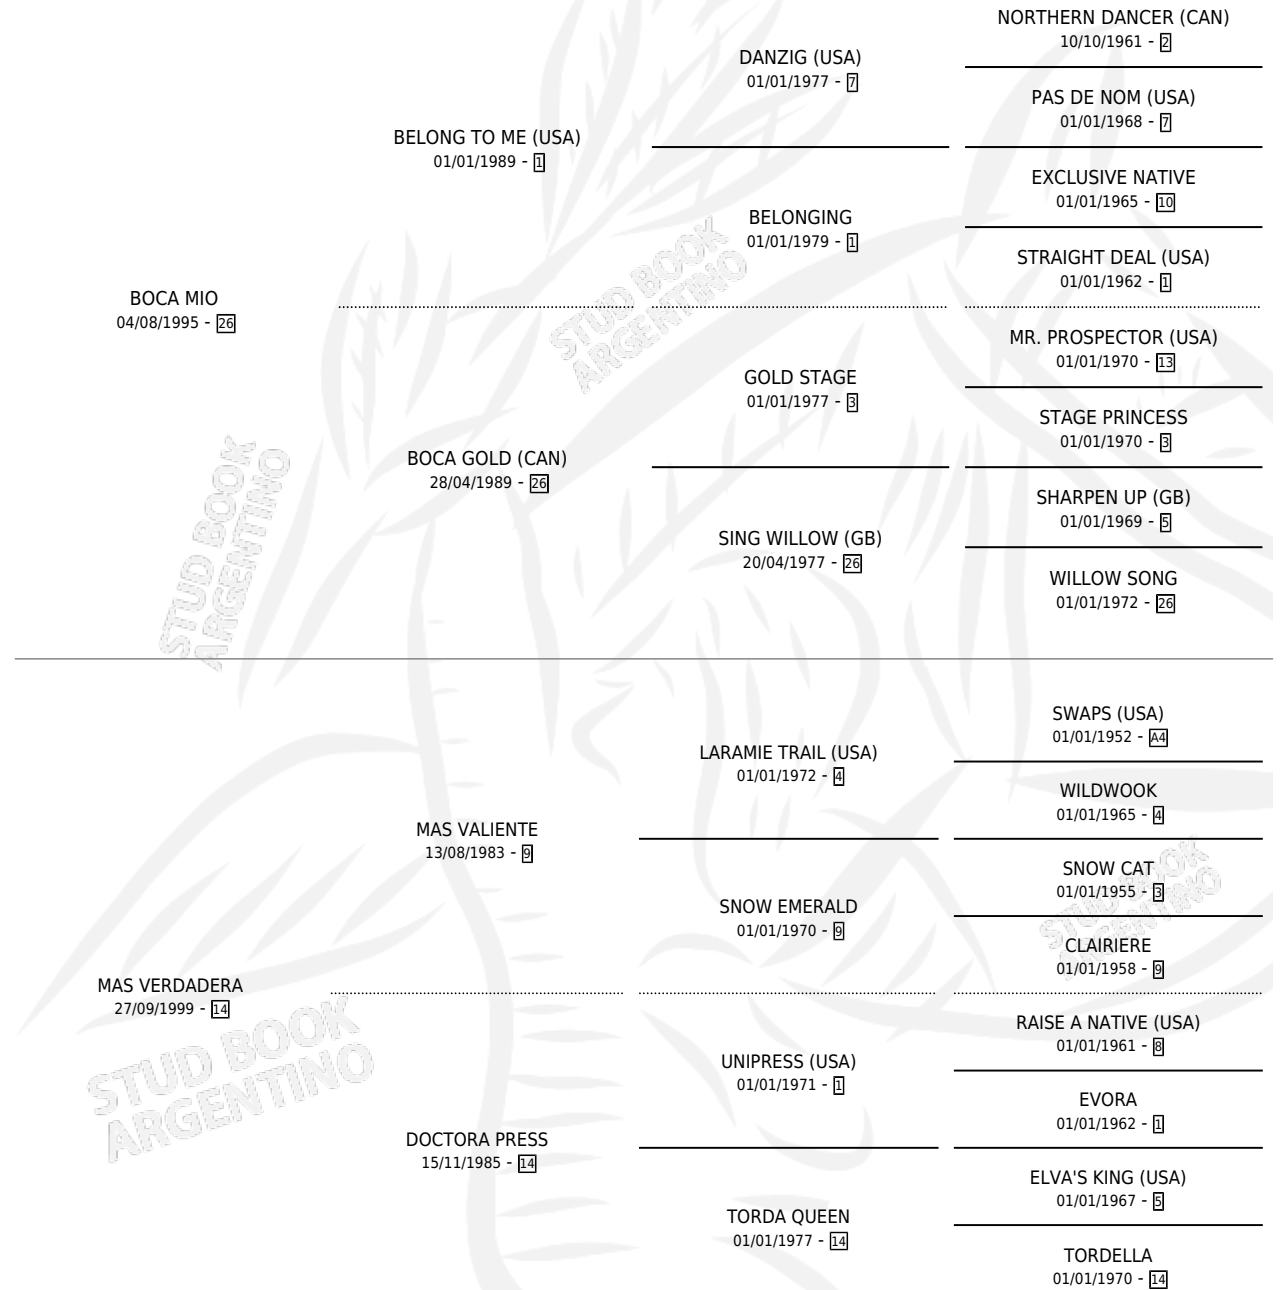 NORTHERN DANCER (CAN)
10/10/1961 - 2
DANZIG (USA)
01/01/1977 - 7
PAS DE NOM (USA)
01/01/1968 - 7
BELONG TO ME (USA)
01/01/1989 - 1
EXCLUSIVE NATIVE
01/01/1965 - 10
BELONGING
01/01/1979 - 1
STRAIGHT DEAL (USA)
01/01/1962 - 1
BOCA MIO
04/08/1995 - 26
MR. PROSPECTOR (USA)
01/01/1970 - 13
GOLD STAGE
01/01/1977 - 3
STAGE PRINCESS
01/01/1970 - 3
BOCA GOLD (CAN)
28/04/1989 - 26
SHARPEN UP (GB)
01/01/1969 - 5
SING WILLOW (GB)
20/04/1977 - 26
WILLOW SONG
01/01/1972 - 26
STUD BOOK
ARGENTINO
STUD BOOK
ARGENTINO
SWAPS (USA)
01/01/1952 - A4
LARAMIE TRAIL (USA)
01/01/1972 - 4
WILDWOOK
01/01/1965 - 4
MAS VALIENTE
13/08/1983 - 9
SNOW CAT
01/01/1955 - 3
SNOW EMERALD
01/01/1970 - 9
CLAIRIERE
01/01/1958 - 9
MAS VERDADERA
27/09/1999 - 14
RAISE A NATIVE (USA)
01/01/1961 - 8
UNIPRESS (USA)
01/01/1971 - 1
EVORA
01/01/1962 - 1
DOCTORA PRESS
15/11/1985 - 14
ELVA'S KING (USA)
01/01/1967 - 5
TORDA QUEEN
01/01/1977 - 14
TORDELLA
01/01/1970 - 14
STUD BOOK
ARGENTINO
STUD BOOK
ARGENTINO